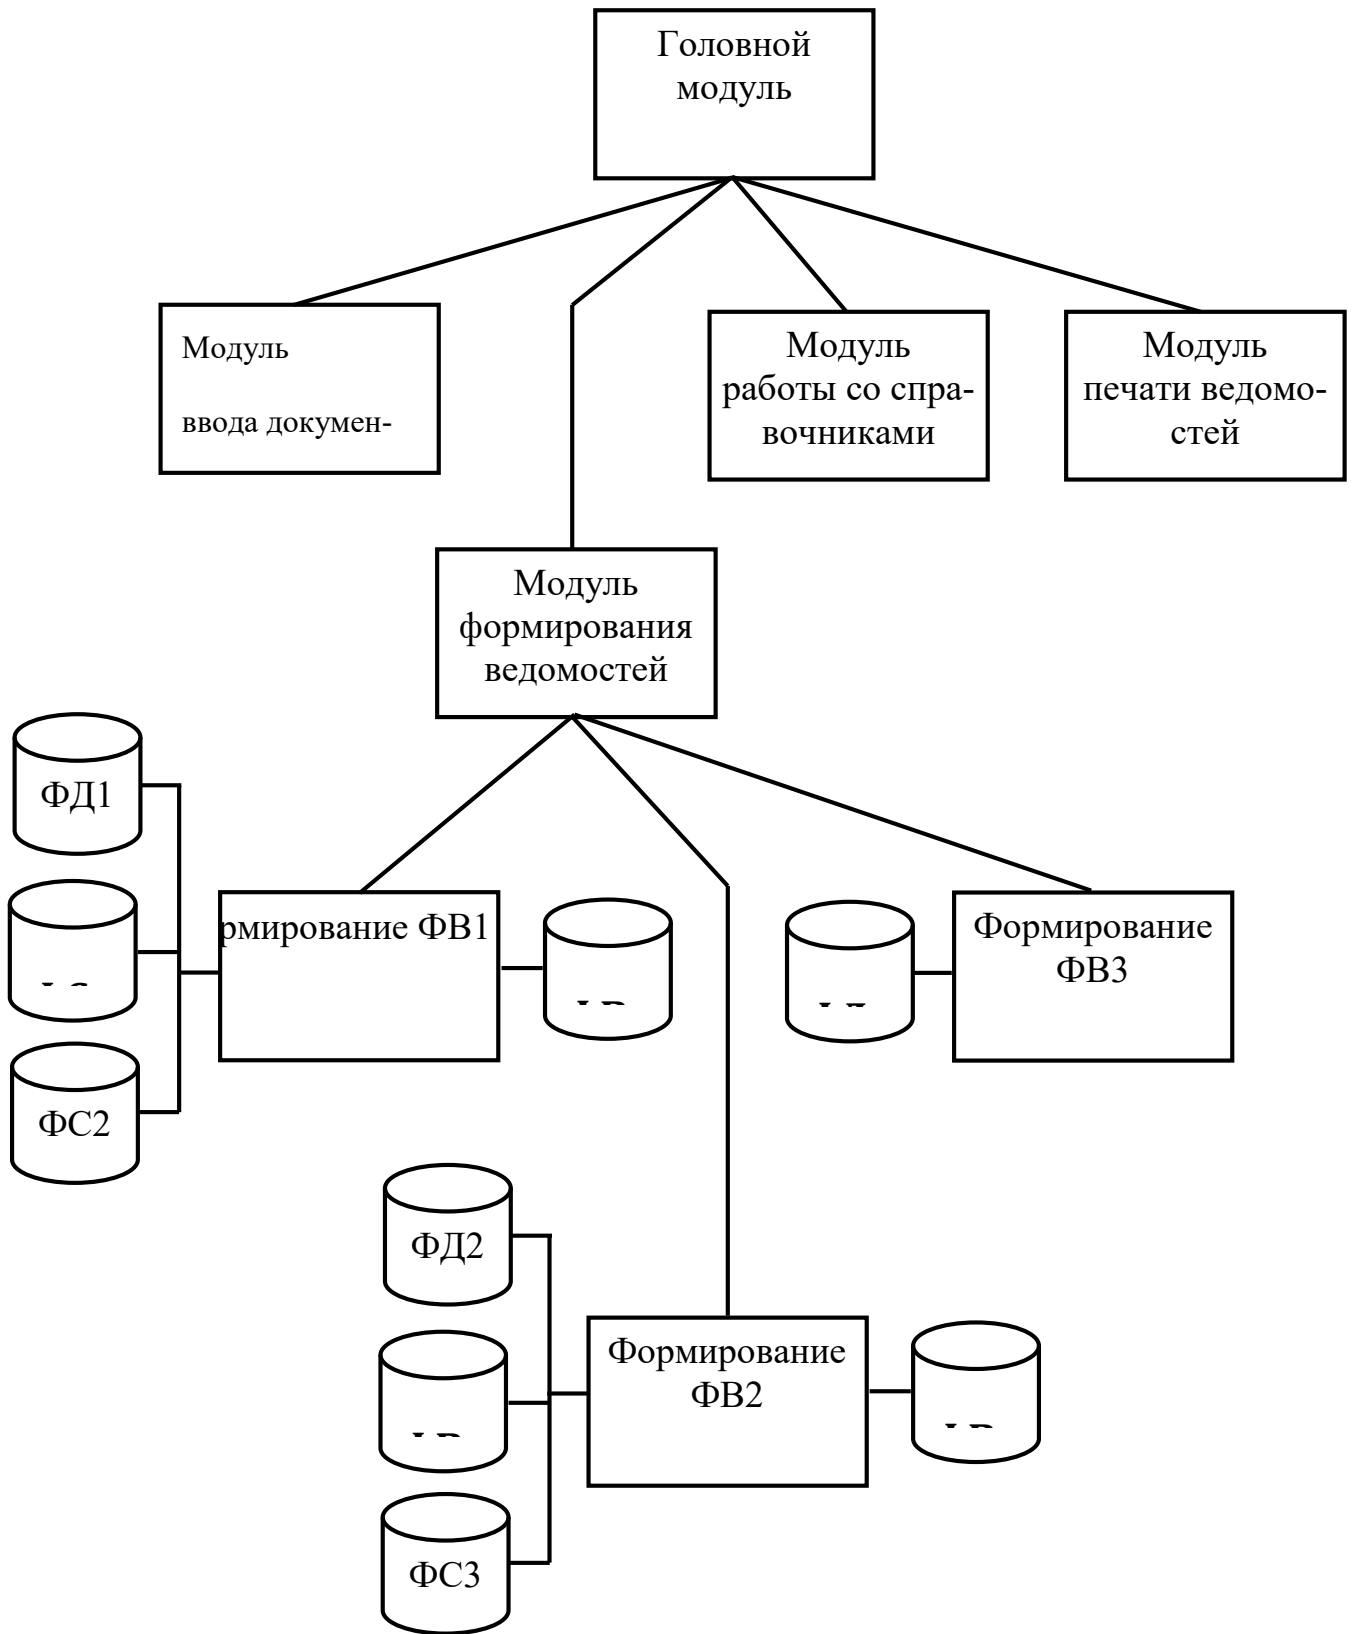 Головной
модуль
Модуль
ввода докумен-
Модуль
работы со спра-
вочниками
Модуль
печати ведомо-
стей
Модуль
формирования
ведомостей
ФД1
рмирование ФВ1
Формирование
ФВ3
ФС2
ФД2
Формирование
ФВ2
ФС3